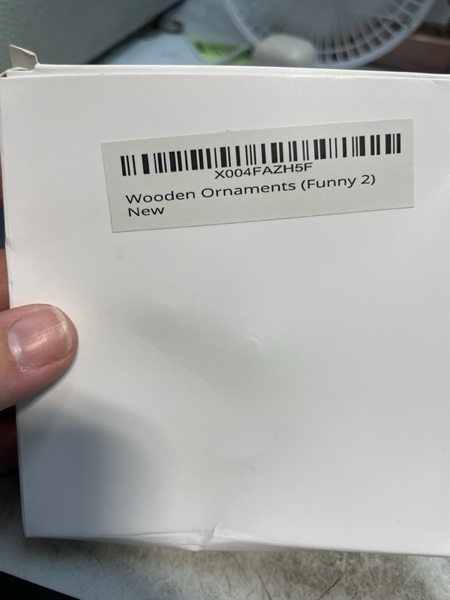 X004FAZH5F
Wooden Ornaments (Funny 2)
New